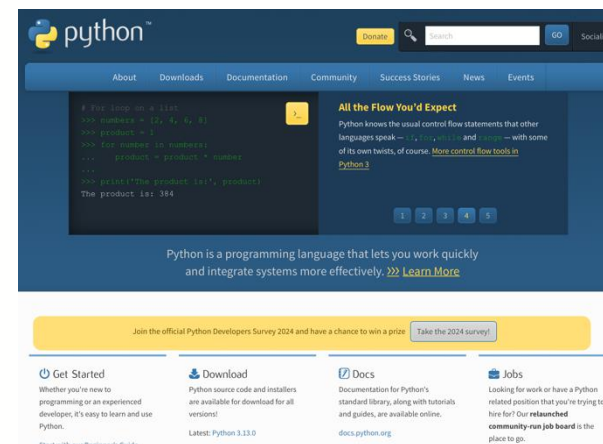 python™
Donate
Search
GO
Sociali
About Downloads Documentation Community Success Stories News Events
# For loop on a list
>>> numbers = [2, 4, 6, 8]
>>> product = 1
>>> for number in numbers:
...    product = product * number
...
>>> print('The product is:', product)
The product is: 384
>_
All the Flow You'd Expect
Python knows the usual control flow statements that other
languages speak — if, for, while and range — with some
of its own twists, of course. More control flow tools in
Python 3
1 2 3 4 5
Python is a programming language that lets you work quickly
and integrate systems more effectively. >>> Learn More
Join the official Python Developers Survey 2024 and have a chance to win a prize Take the 2024 survey!
Get Started
Whether you're new to
programming or an experienced
developer, it's easy to learn and use
Python.
Download
Python source code and installers
are available for download for all
versions!
Latest: Python 3.13.0
Docs
Documentation for Python's
standard library, along with tutorials
and guides, are available online.
docs.python.org
Jobs
Looking for work or have a Python
related position that you're trying to
hire for? Our relaunched
community-run job board is the
place to go.